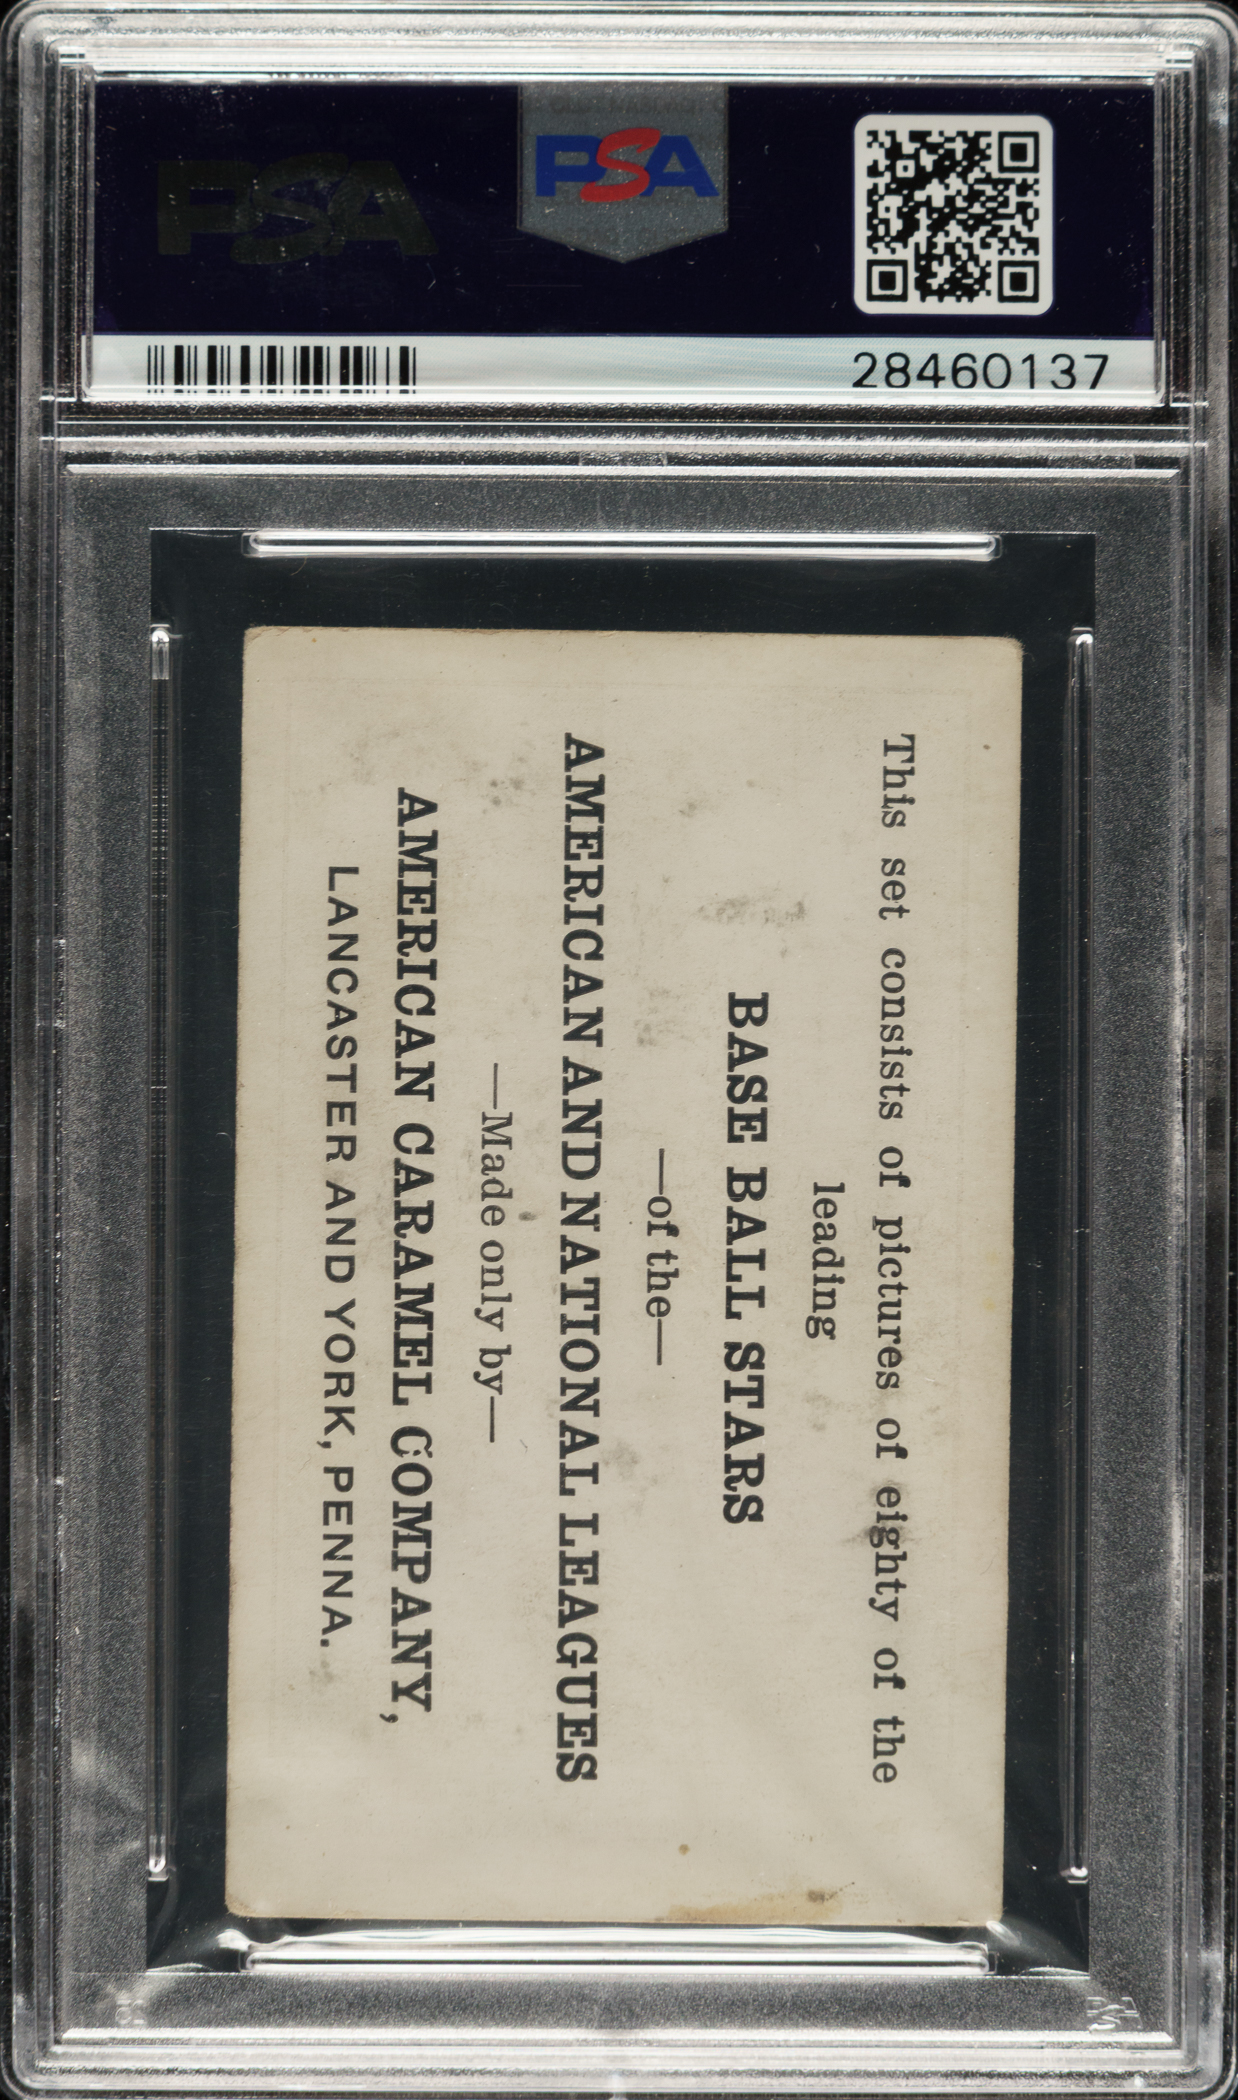 PSA
PSA
28460137
This set consists of pictures of eighty of the
leading
BASE BALL STARS
—of the—
AMERICAN AND NATIONAL LEAGUES
—Made only by—
AMERICAN CARAMEL COMPANY,
LANCASTER AND YORK, PENNA.